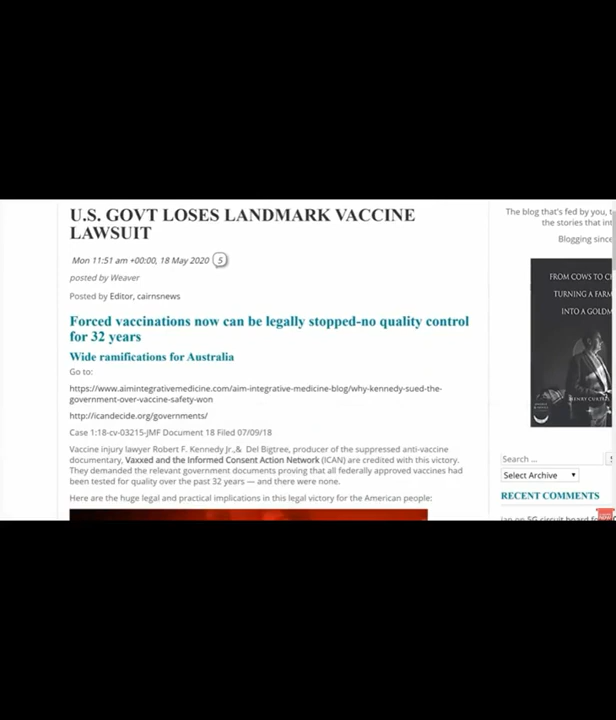 U.S. GOVT LOSES LANDMARK VACCINE
LAWSUIT
Mon 11:51 am +00:00, 18 May 2020 5
posted by Weaver
Posted by Editor, cairnsnews
Forced vaccinations now can be legally stopped-no quality control
for 32 years
Wide ramifications for Australia
Go to:
https://www.aimintegrativemedicine.com/aim-integrative-medicine-blog/why-kennedy-sued-the-
government-over-vaccine-safety-won
http://icandecide.org/governments/
Case 1:18-cv-03215-JMF Document 18 Filed 07/09/18
Vaccine injury lawyer Robert F. Kennedy Jr.,& Del Bigtree, producer of the suppressed anti-vaccine
documentary, Vaxxed and the Informed Consent Action Network (ICAN) are credited with this victory.
They demanded the relevant government documents proving that all federally approved vaccines had
been tested for quality over the past 32 years — and there were none.
Here are the huge legal and practical implications in this legal victory for the American people:
The blog that's fed by you,
the stories that
Blogging since
FROM COWS TO
TURNING A FARM
INTO A
HENRY
Search ...
Select Archive
RECENT COMMENTS
Ian on 5G circuit board